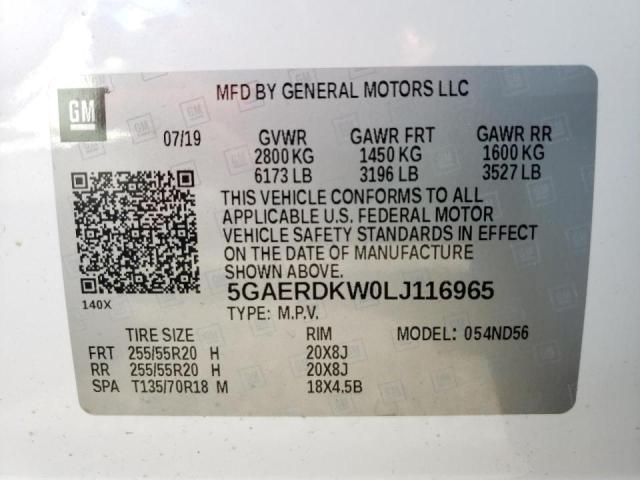 GM
MFD BY GENERAL MOTORS LLC
07/19 GVWR GAWR FRT GAWR RR
2800 KG 1450 KG 1600 KG
6173 LB 3196 LB 3527 LB
THIS VEHICLE CONFORMS TO ALL
APPLICABLE U.S. FEDERAL MOTOR
VEHICLE SAFETY STANDARDS IN EFFECT
ON THE DATE OF MANUFACTURE
SHOWN ABOVE.
140X
5GAERDKW0LJ116965
TYPE: M.P.V.
TIRE SIZE RIM MODEL: 054ND56
FRT 255/55R20 H 20X8J
RR 255/55R20 H 20X8J
SPA T135/70R18 M 18X4.5B